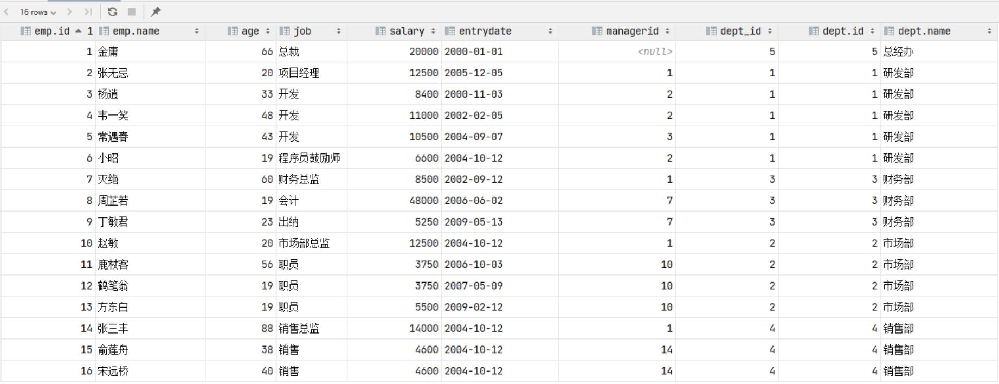 16 rows
emp.id 1 emp.name age job salary entrydate managerid dept_id dept.id dept.name
1 金庸 66 总裁 20000 2000-01-01 <null> 5 5 总经办
2 张无忌 20 项目经理 12500 2005-12-05 1 1 1 研发部
3 杨逍 33 开发 8400 2000-11-03 2 1 1 研发部
4 韦一笑 48 开发 11000 2002-02-05 2 1 1 研发部
5 常遇春 43 开发 10500 2004-09-07 3 1 1 研发部
6 小昭 19 程序员鼓励师 6600 2004-10-12 2 1 1 研发部
7 灭绝 60 财务总监 8500 2002-09-12 1 3 3 财务部
8 周芷若 19 会计 48000 2006-06-02 7 3 3 财务部
9 丁敏君 23 出纳 5250 2009-05-13 7 3 3 财务部
10 赵敏 20 市场部总监 12500 2004-10-12 1 2 2 市场部
11 鹿杖客 56 职员 3750 2006-10-03 10 2 2 市场部
12 鹤笔翁 19 职员 3750 2007-05-09 10 2 2 市场部
13 方东白 19 职员 5500 2009-02-12 10 2 2 市场部
14 张三丰 88 销售总监 14000 2004-10-12 1 4 4 销售部
15 俞莲舟 38 销售 4600 2004-10-12 14 4 4 销售部
16 宋远桥 40 销售 4600 2004-10-12 14 4 4 销售部